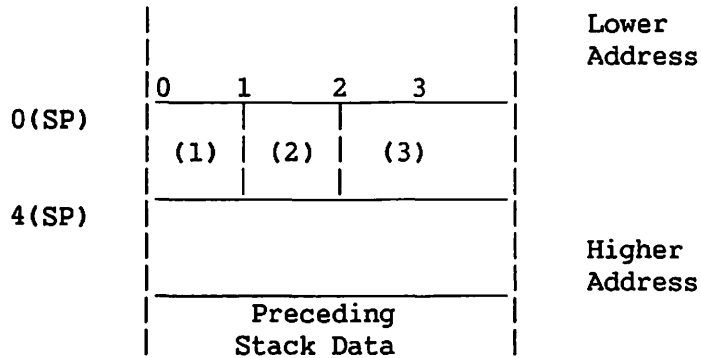 Lower
Address
0 1 2 3
0(SP)
(1) (2) (3)
4(SP)
Higher
Address
Preceding
Stack Data